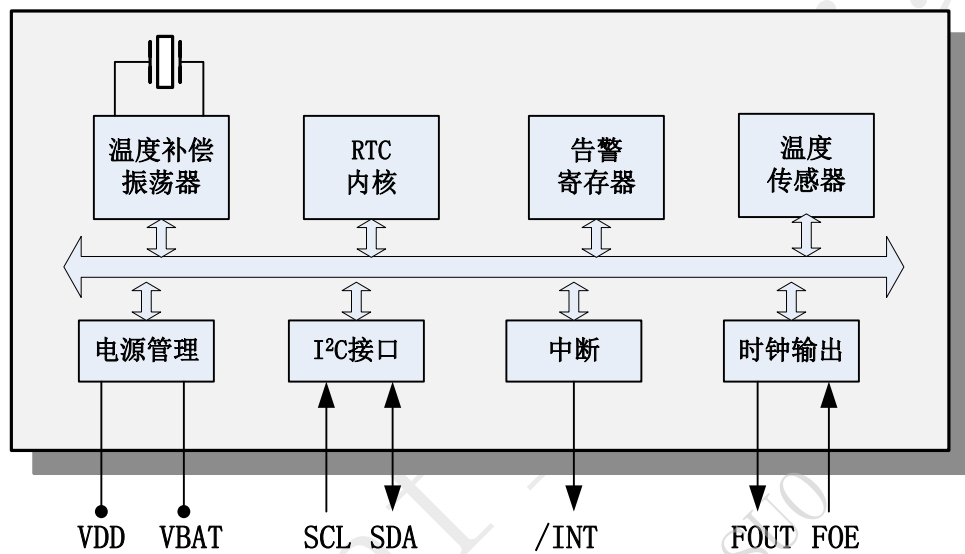 温度补偿
振荡器
RTC
内核
告警
寄存器
温度
传感器
电源管理
I²C接口
中断
时钟输出
VDD VBAT SCL SDA /INT FOUT FOE